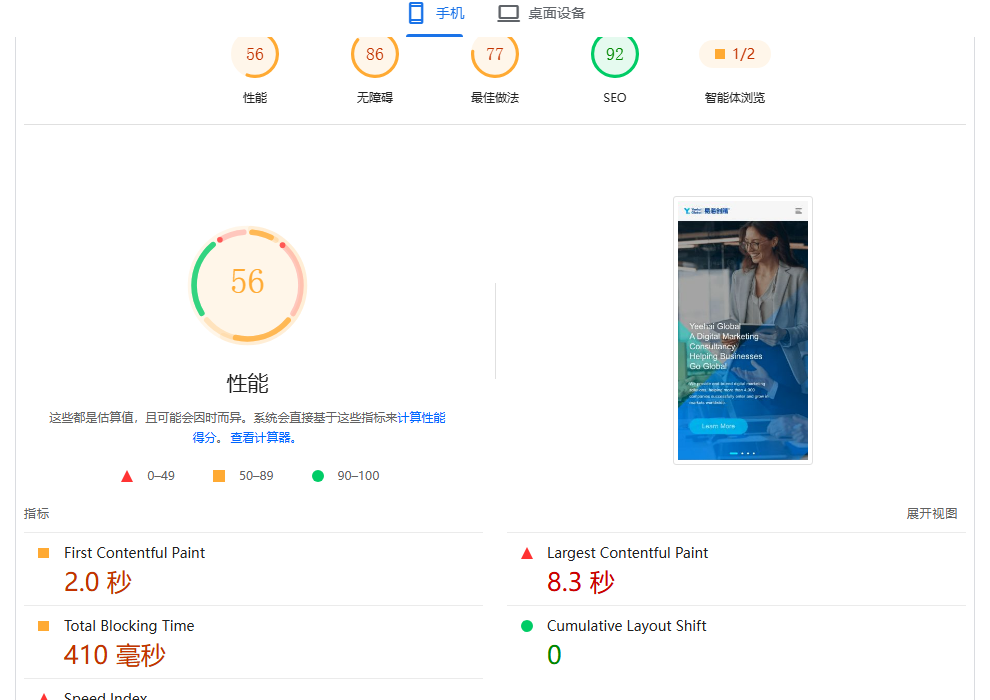 手机
桌面设备
56
86
77
92
1/2
性能
无障碍
最佳做法
SEO
智能体浏览
56
性能
这些都是估算值，且可能会因时而异。系统会直接基于这些指标来计算性能
得分。 查看计算器。
0–49
50–89
90–100
Yeehai Global
A Digital Marketing
Consultancy
Helping Businesses
Go Global
Learn More
指标
展开视图
First Contentful Paint
2.0 秒
Largest Contentful Paint
8.3 秒
Total Blocking Time
410 毫秒
Cumulative Layout Shift
0
Speed Index